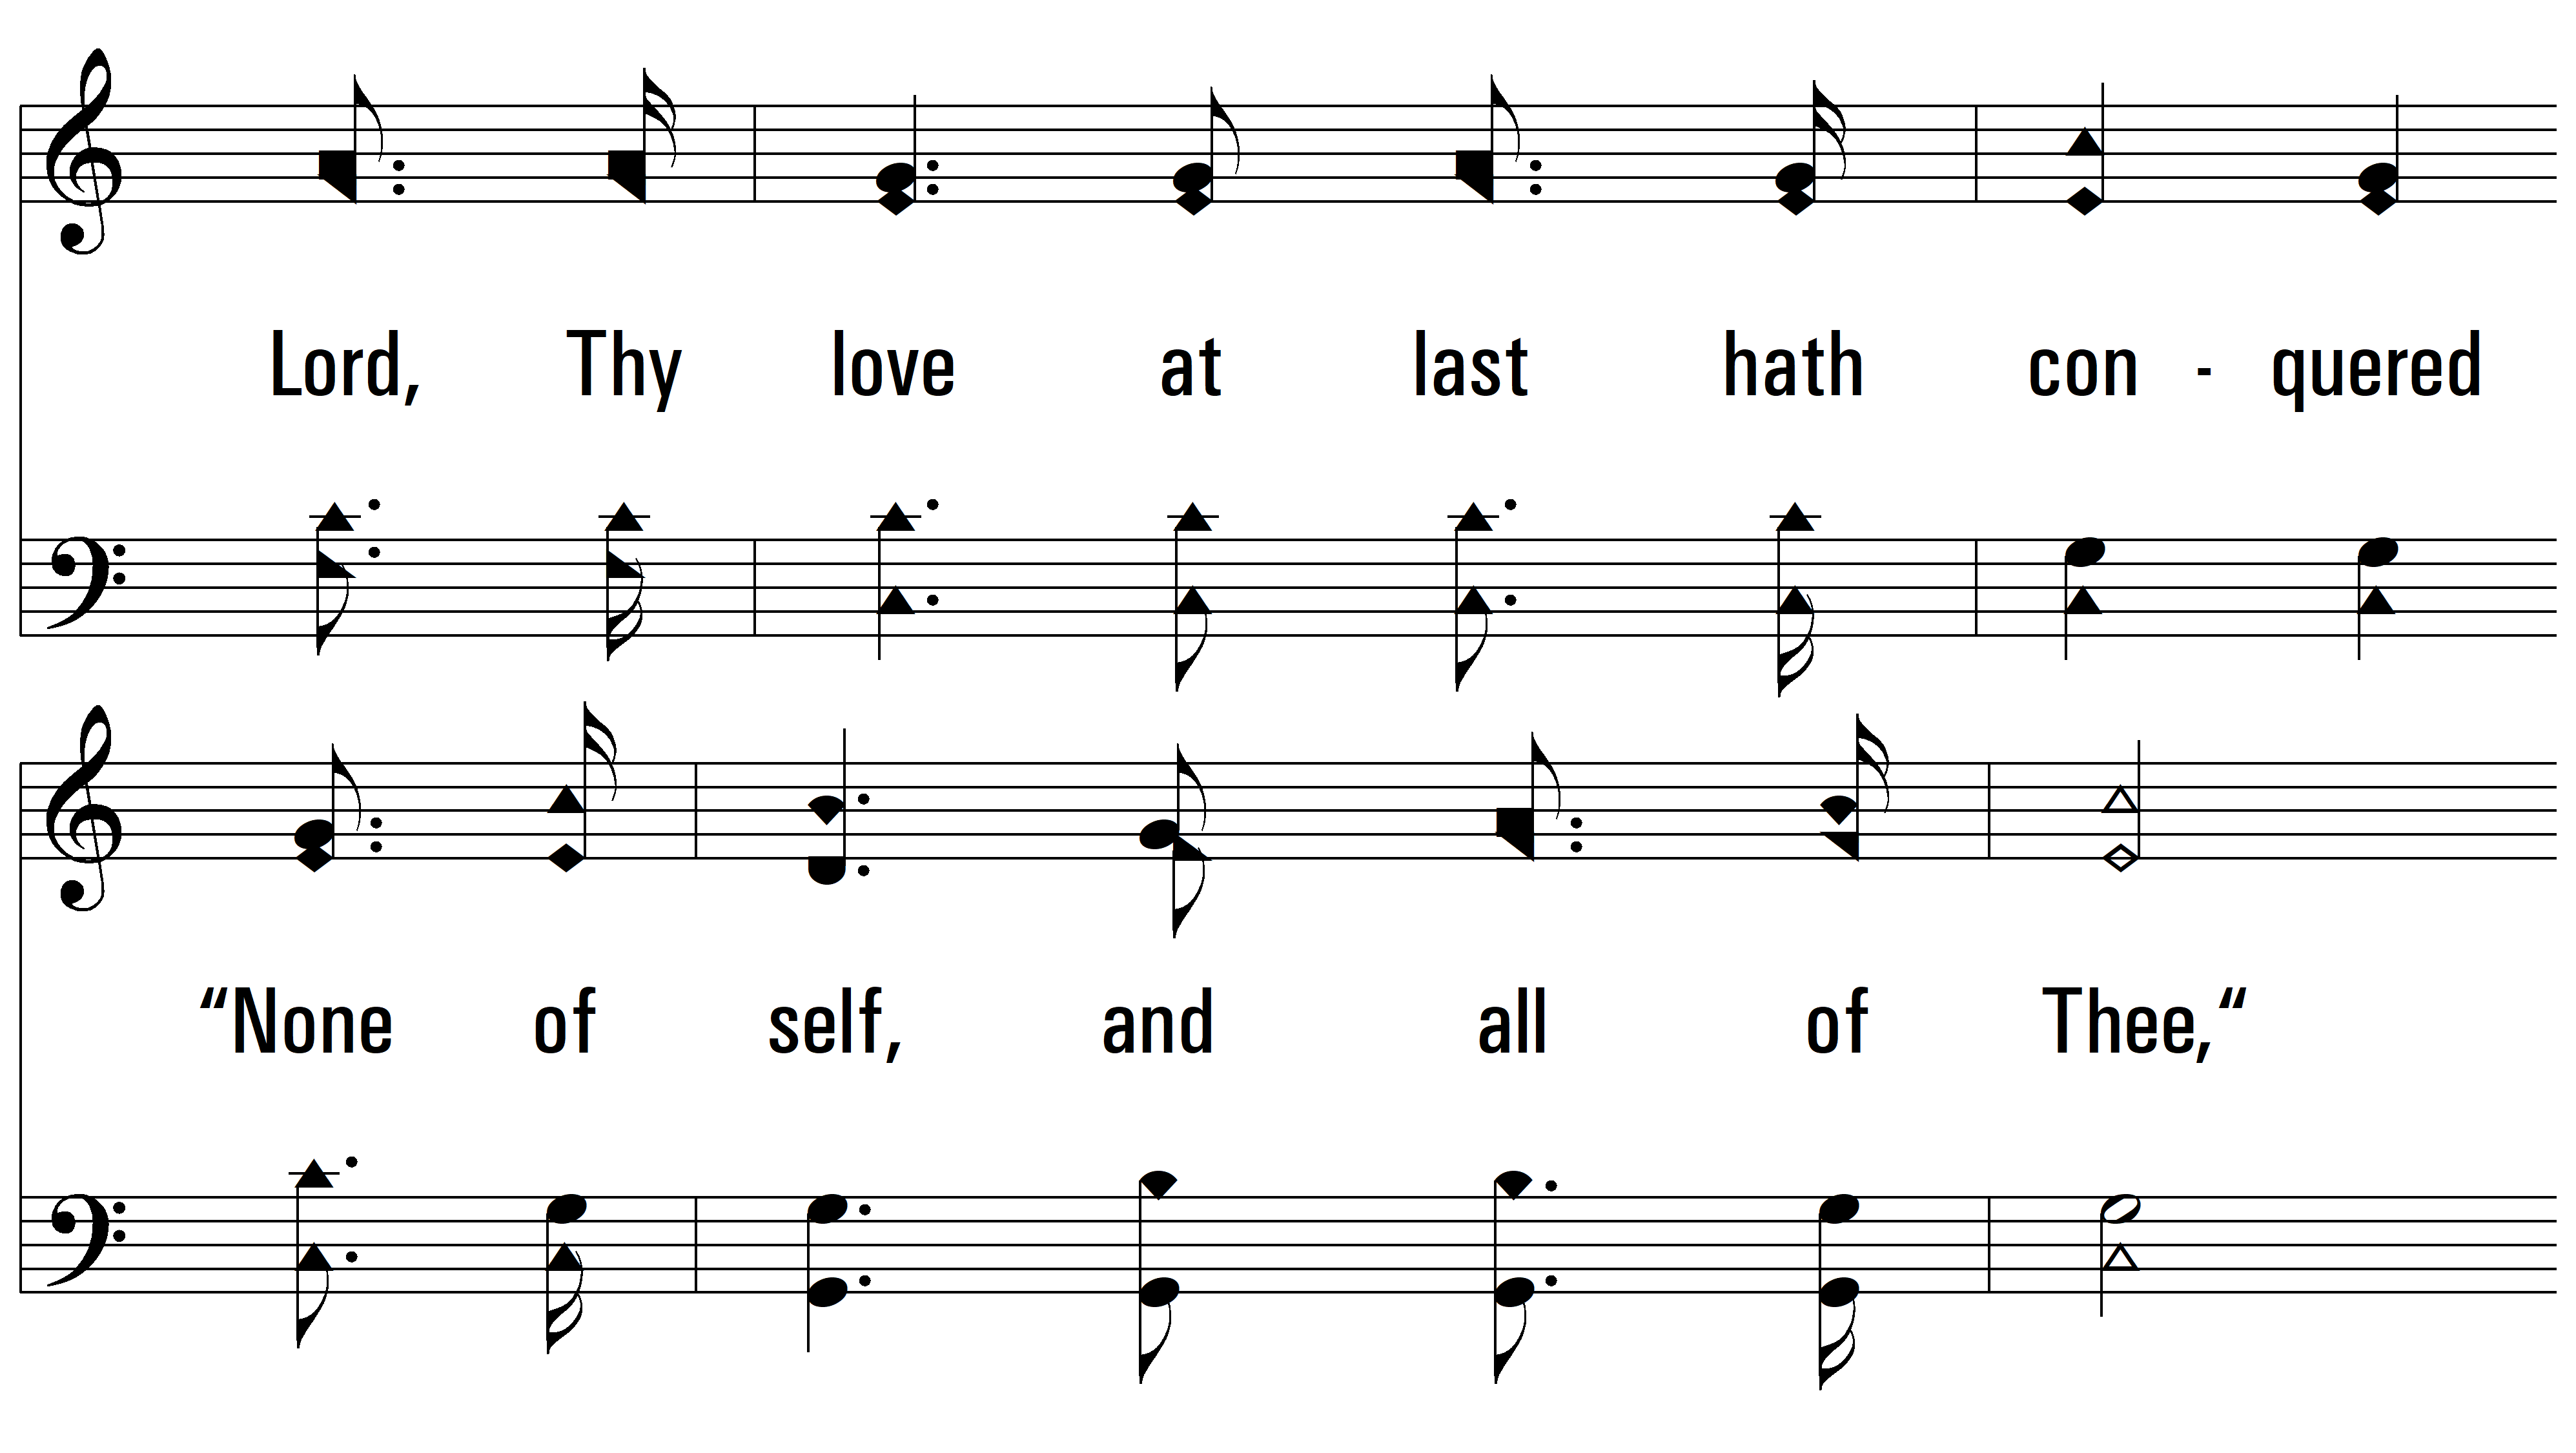 Lord, Thy love at last hath con - quered
“None of self, and all of Thee,“